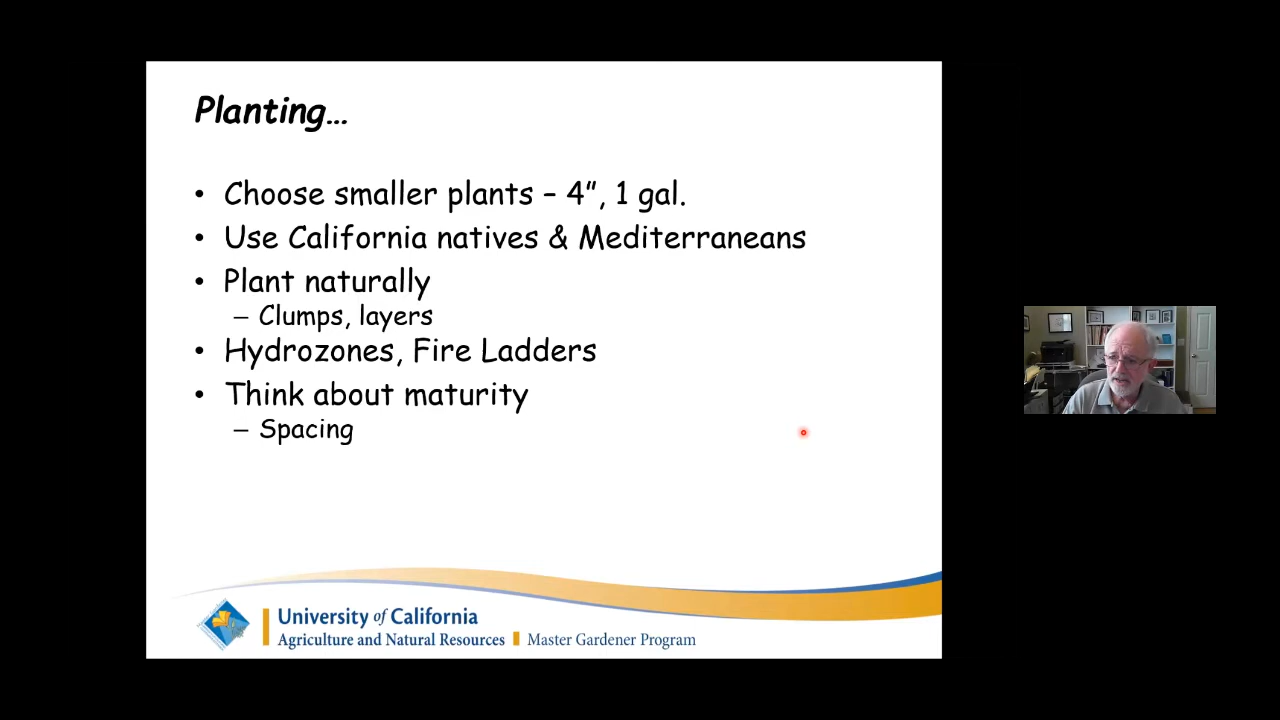 Planting…
• Choose smaller plants – 4”, 1 gal.
• Use California natives & Mediterraneans
• Plant naturally
– Clumps, layers
• Hydrozones, Fire Ladders
• Think about maturity
– Spacing
University of California
Agriculture and Natural Resources Master Gardener Program